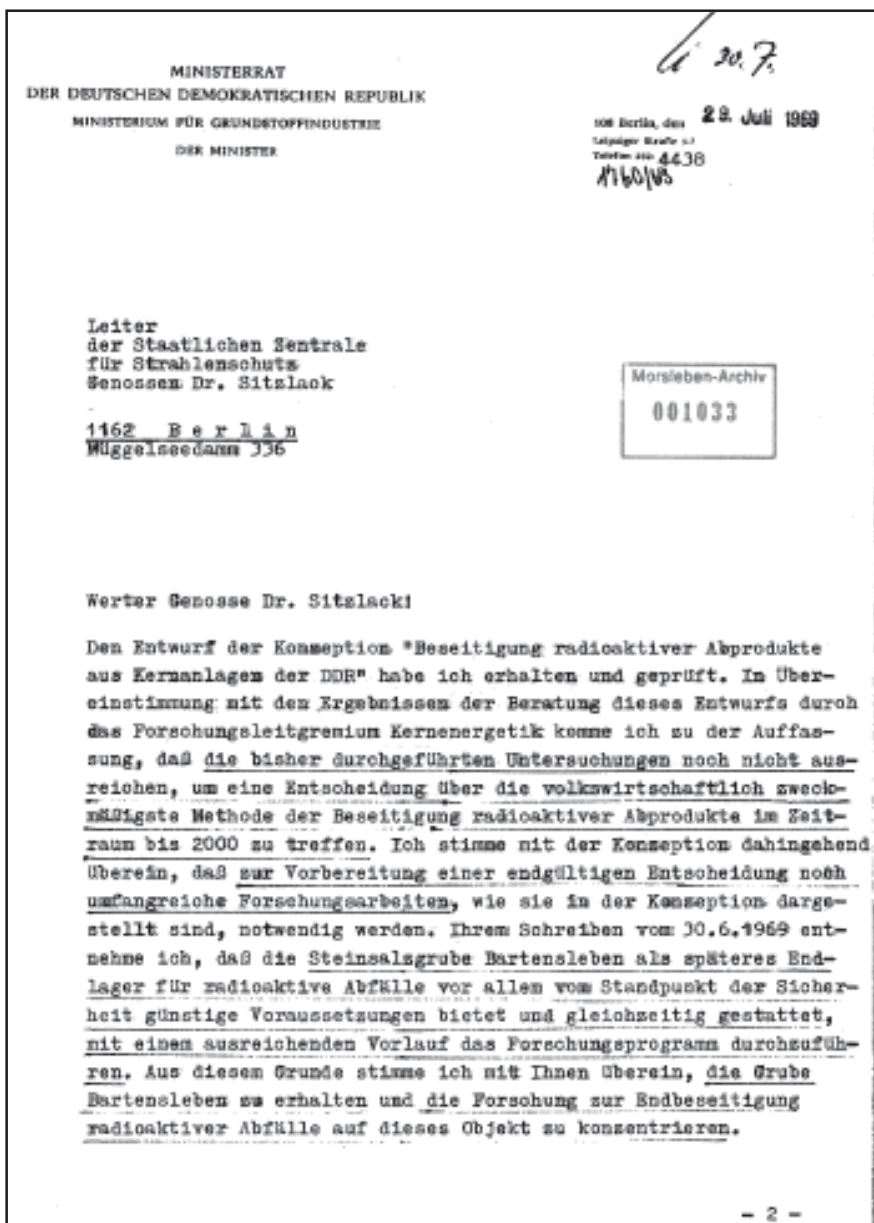 30.7.
MINISTERRAT
DER DEUTSCHEN DEMOKRATISCHEN REPUBLIK
MINISTERIUM FÜR GRUNDSTOFFINDUSTRIE
DER MINISTER
108 Berlin, den 29. Juli 1969
Leipziger Straße
Telefon 4438
1760/
Leiter
der Staatlichen Zentrale
für Strahlenschutz
Genossen Dr. Sitzlack
1162 Berlin
Müggelseedamm 336
Morsleben-Archiv
001033
Werter Genosse Dr. Sitzlack!
Den Entwurf der Konzeption "Beseitigung radioaktiver Abprodukte
aus Kernanlagen der DDR" habe ich erhalten und geprüft. In Über-
einstimmung mit den Ergebnissen der Beratung dieses Entwurfs durch
das Forschungsleitgremium Kernenergetik komme ich zu der Auffas-
sung, daß die bisher durchgeführten Untersuchungen noch nicht aus-
reichen, um eine Entscheidung über die volkswirtschaftlich zweck-
mäßigste Methode der Beseitigung radioaktiver Abprodukte im Zeit-
raum bis 2000 zu treffen. Ich stimme mit der Konzeption dahingehend
überein, daß zur Vorbereitung einer endgültigen Entscheidung noch
umfangreiche Forschungsarbeiten, wie sie in der Konzeption darge-
stellt sind, notwendig werden. Ihrem Schreiben vom 30.6.1969 ent-
nehme ich, daß die Steinsalzgrube Bartensleben als späteres End-
lager für radioaktive Abfälle vor allem vom Standpunkt der Sicher-
heit günstige Voraussetzungen bietet und gleichzeitig gestattet,
mit einem ausreichenden Vorlauf das Forschungsprogramm durchzufüh-
ren. Aus diesem Grunde stimme ich mit Ihnen überein, die Grube
Bartensleben zu erhalten und die Forschung zur Endbeseitigung
radioaktiver Abfälle auf dieses Objekt zu konzentrieren.
- 2 -